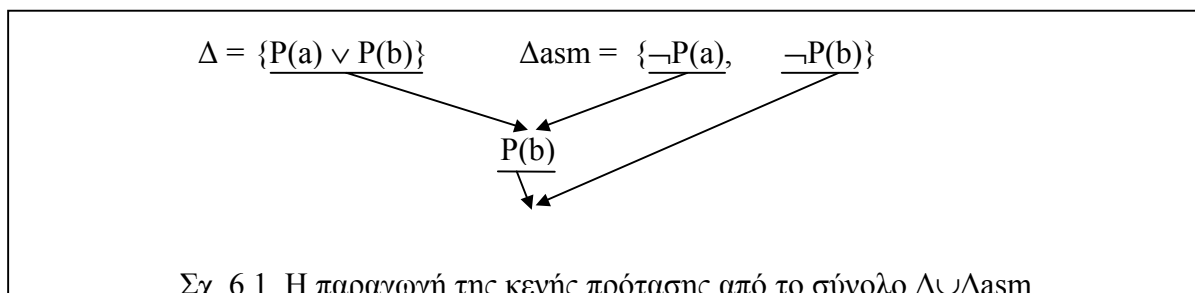 Δ = {P(a) ∨ P(b)} Δasm = {¬P(a), ¬P(b)}
P(b)
Σχ. 6.1 Η παραγωγή της κενής πρότασης από το σύνολο Δ∪Δasm